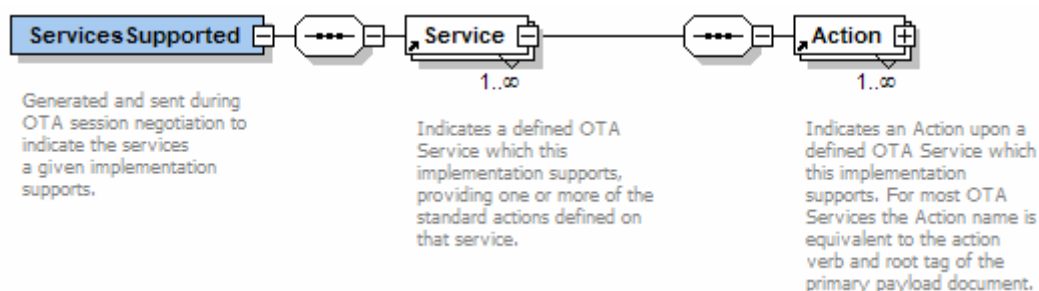 ServicesSupported
Service
Action
1..∞
1..∞
Generated and sent during
OTA session negotiation to
indicate the services
a given implementation
supports.
Indicates a defined OTA
Service which this
implementation supports,
providing one or more of the
standard actions defined on
that service.
Indicates an Action upon a
defined OTA Service which
this implementation
supports. For most OTA
Services the Action name is
equivalent to the action
verb and root tag of the
primary payload document.